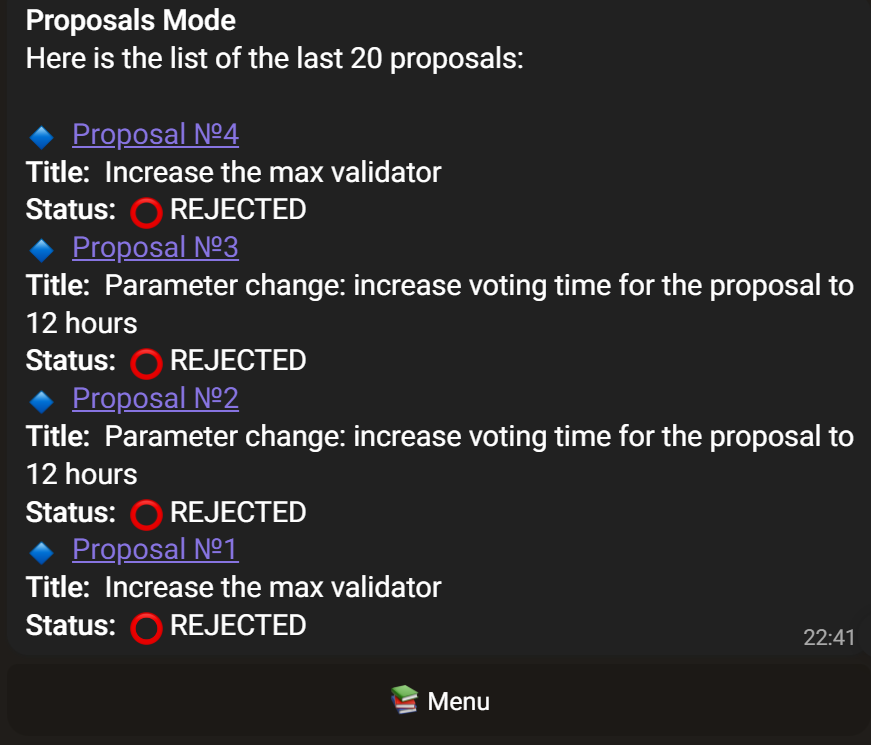 Proposals Mode
Here is the list of the last 20 proposals:
🔹 Proposal №4
Title: Increase the max validator
Status: ⭕ REJECTED
🔹 Proposal №3
Title: Parameter change: increase voting time for the proposal to
12 hours
Status: ⭕ REJECTED
🔹 Proposal №2
Title: Parameter change: increase voting time for the proposal to
12 hours
Status: ⭕ REJECTED
🔹 Proposal №1
Title: Increase the max validator
Status: ⭕ REJECTED
22:41
📚 Menu